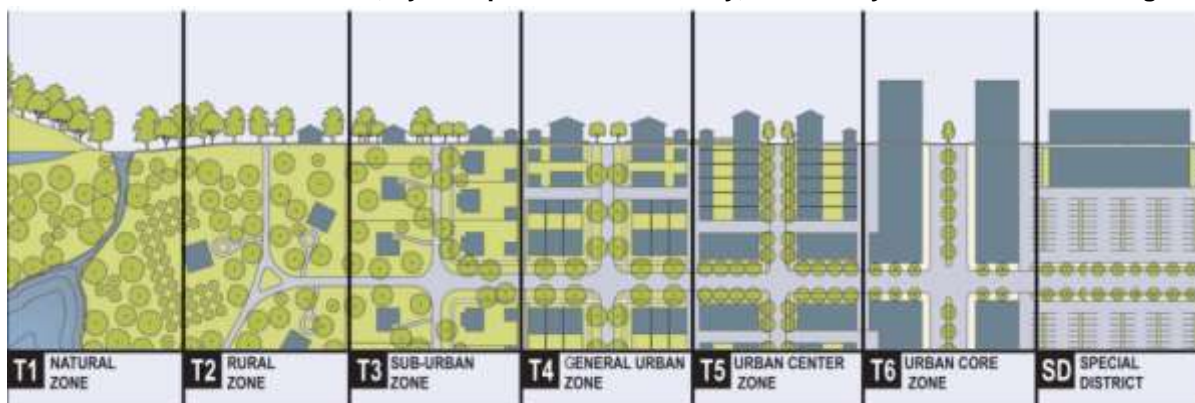 T1 NATURAL
ZONE
T2 RURAL
ZONE
T3 SUB-URBAN
ZONE
T4 GENERAL URBAN
ZONE
T5 URBAN CENTER
ZONE
T6 URBAN CORE
ZONE
SD SPECIAL
DISTRICT